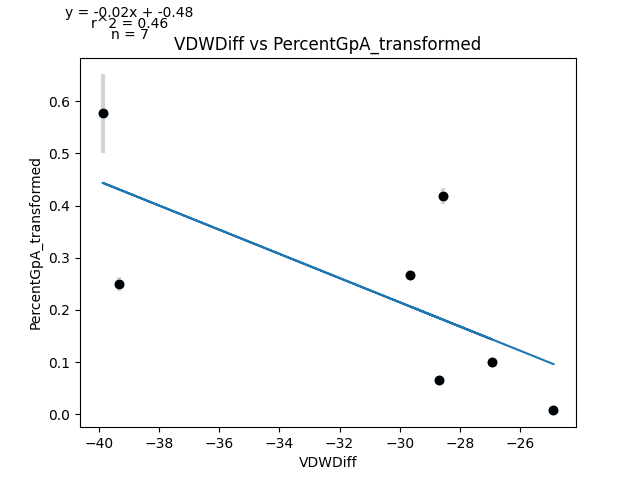 y = -0.02x + -0.48
r^2 = 0.46
n = 7
VDWDiff vs PercentGpA_transformed
PercentGpA_transformed
0.6
0.5
0.4
0.3
0.2
0.1
0.0
−40 −38 −36 −34 −32 −30 −28 −26
VDWDiff